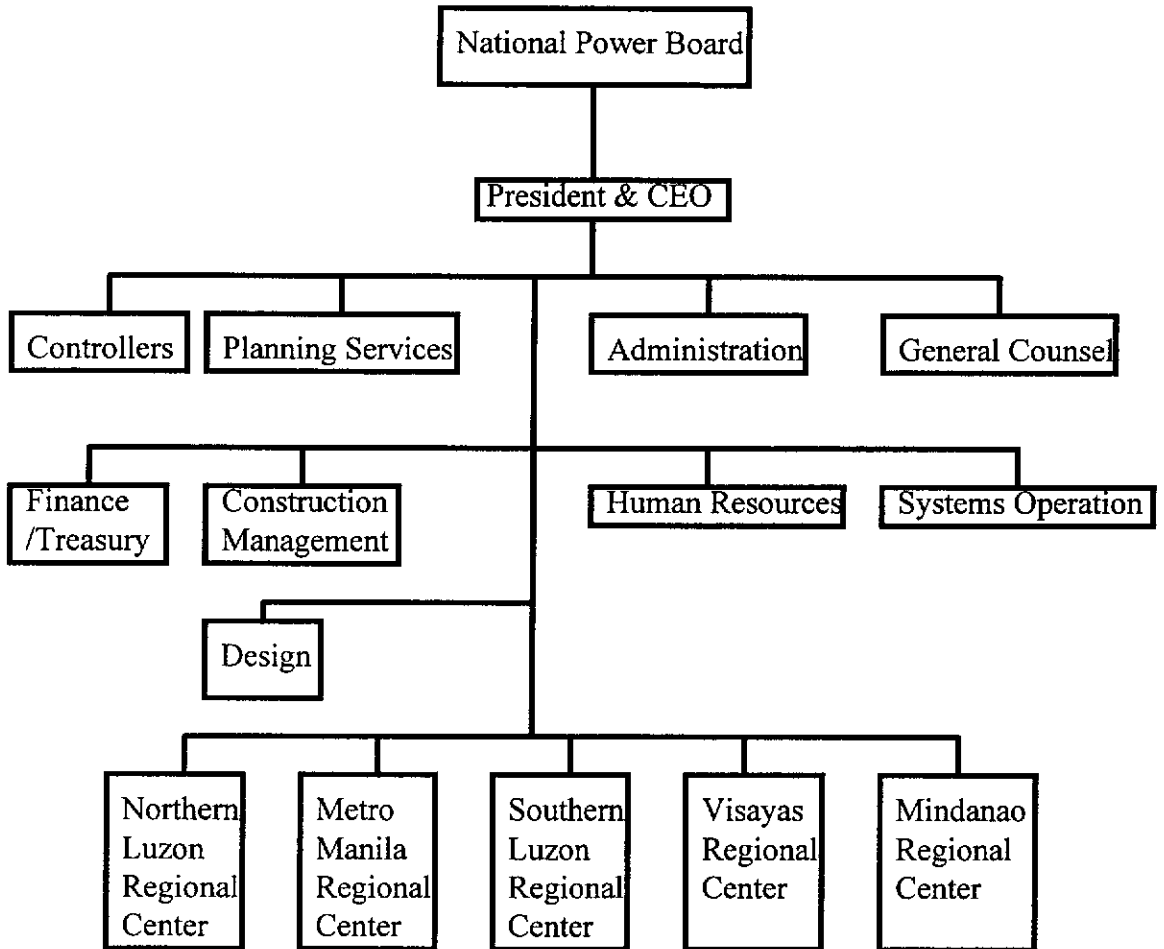 National Power Board
President & CEO
Controllers
Planning Services
Administration
General Counsel
Finance
/Treasury
Construction
Management
Human Resources
Systems Operation
Design
Northern
Luzon
Regional
Center
Metro
Manila
Regional
Center
Southern
Luzon
Regional
Center
Visayas
Regional
Center
Mindanao
Regional
Center